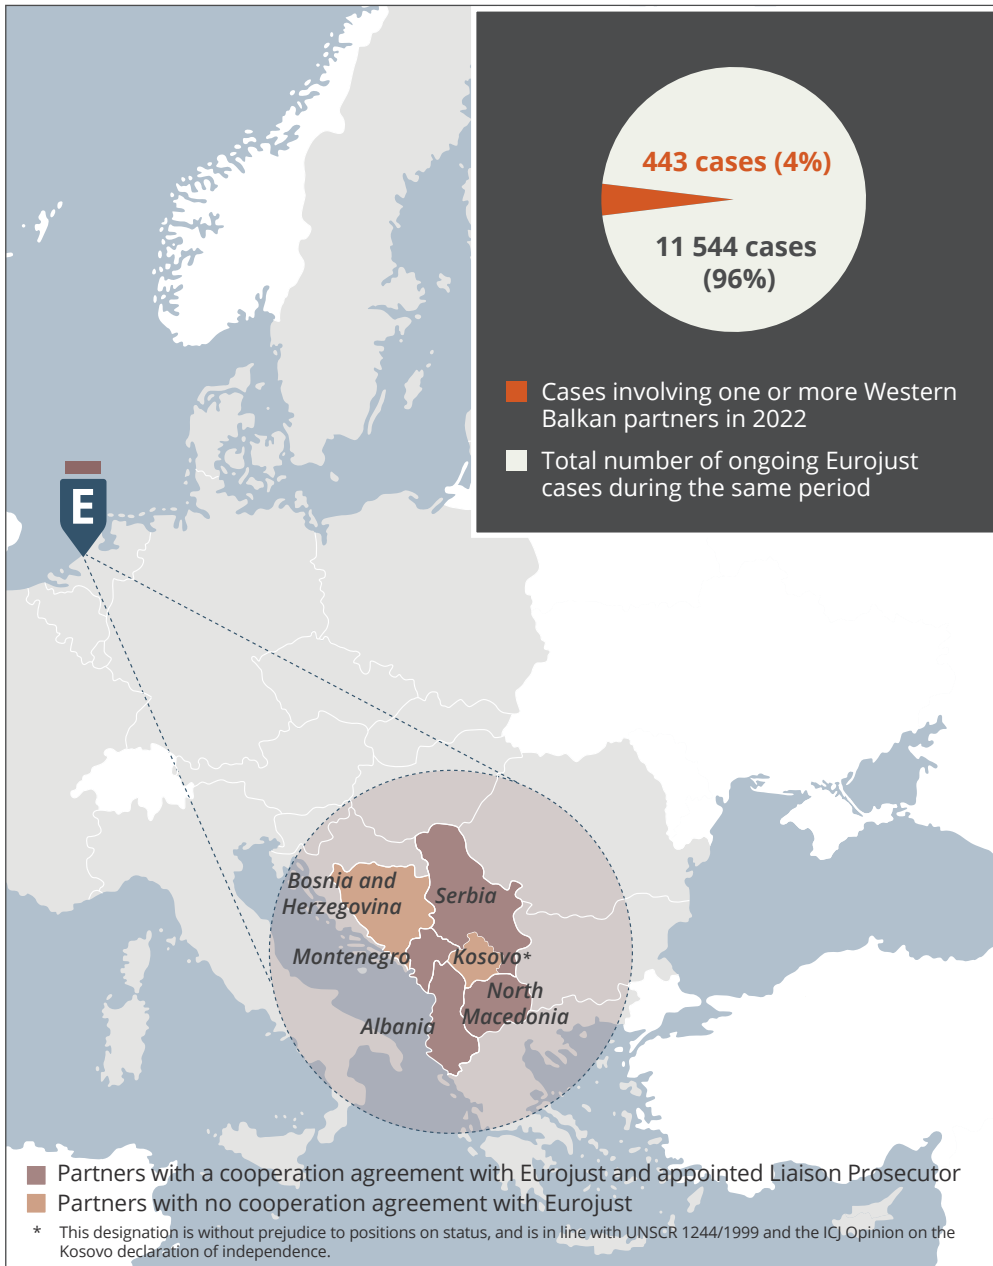 443 cases (4%)
11 544 cases
(96%)
Cases involving one or more Western
Balkan partners in 2022
Total number of ongoing Eurojust
cases during the same period
E
Bosnia and
Herzegovina
Serbia
Montenegro
Kosovo*
North
Macedonia
Albania
Partners with a cooperation agreement with Eurojust and appointed Liaison Prosecutor
Partners with no cooperation agreement with Eurojust
* This designation is without prejudice to positions on status, and is in line with UNSCR 1244/1999 and the ICJ Opinion on the
Kosovo declaration of independence.